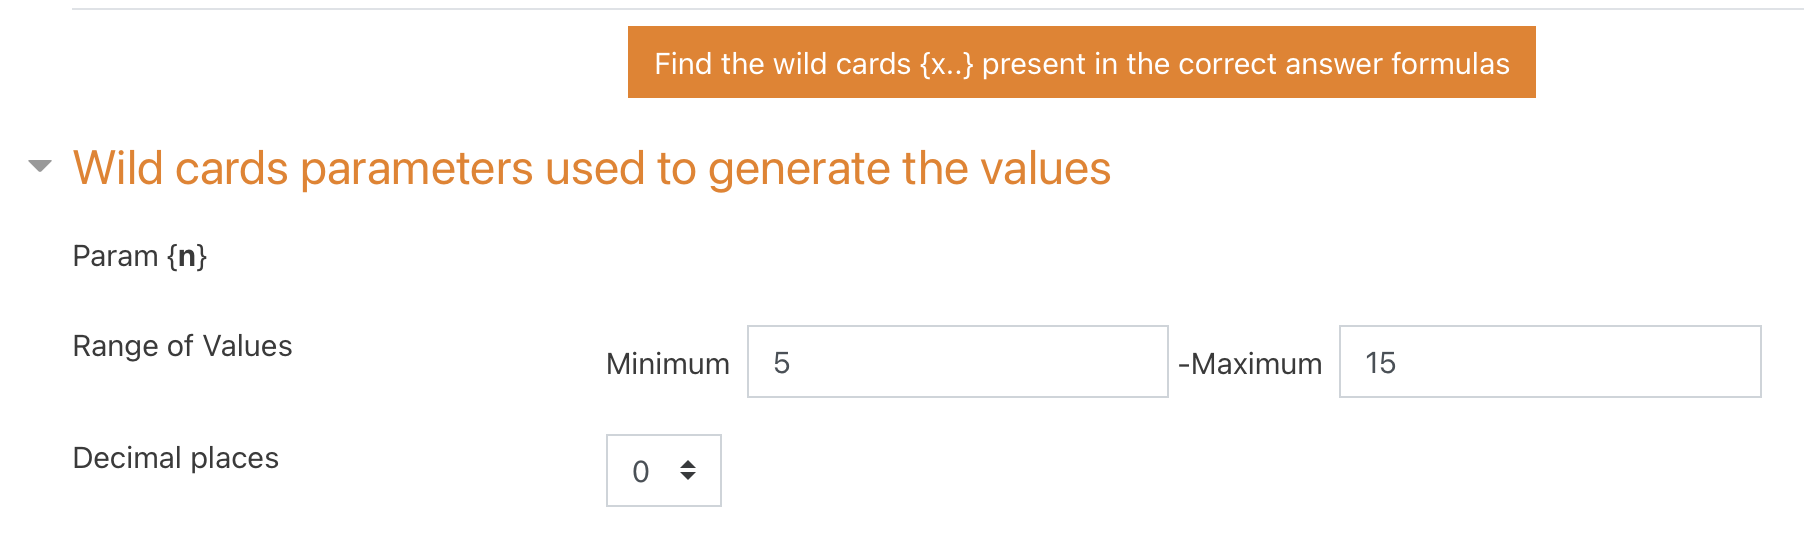 Find the wild cards {x..} present in the correct answer formulas
Wild cards parameters used to generate the values
Param {n}
Range of Values
Minimum 5 -Maximum 15
Decimal places
0